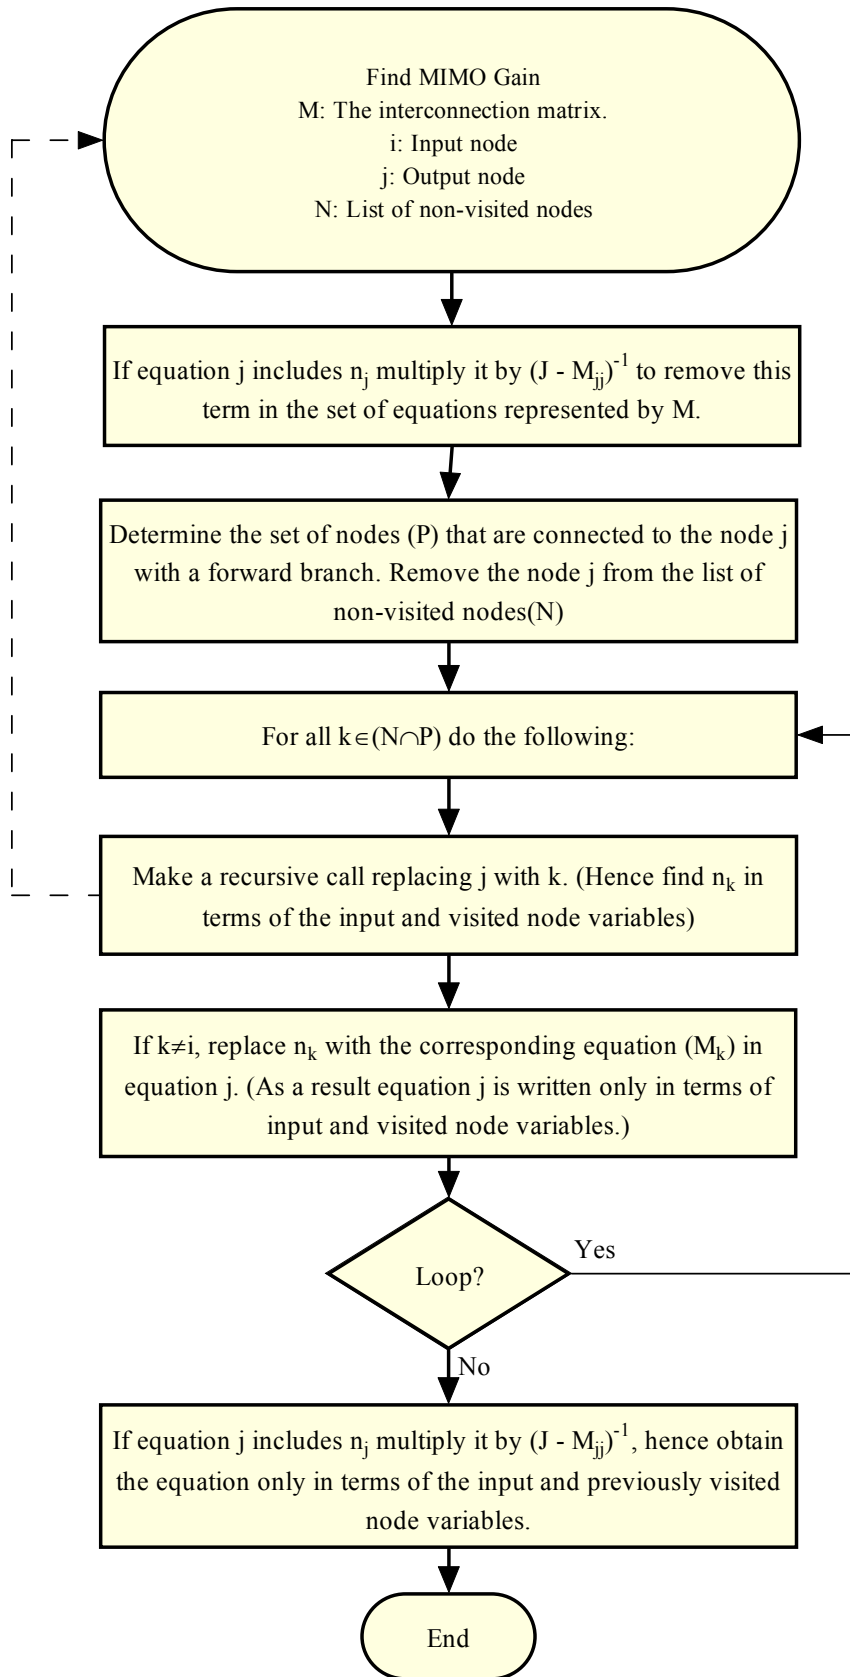 Find MIMO Gain
M: The interconnection matrix.
i: Input node
j: Output node
N: List of non-visited nodes
If equation j includes n_j multiply it by (J - M_jj)^-1 to remove this
term in the set of equations represented by M.
Determine the set of nodes (P) that are connected to the node j
with a forward branch. Remove the node j from the list of
non-visited nodes(N)
For all k∈(N∩P) do the following:
Make a recursive call replacing j with k. (Hence find n_k in
terms of the input and visited node variables)
If k≠i, replace n_k with the corresponding equation (M_k) in
equation j. (As a result equation j is written only in terms of
input and visited node variables.)
Loop?
Yes
No
If equation j includes n_j multiply it by (J - M_jj)^-1, hence obtain
the equation only in terms of the input and previously visited
node variables.
End